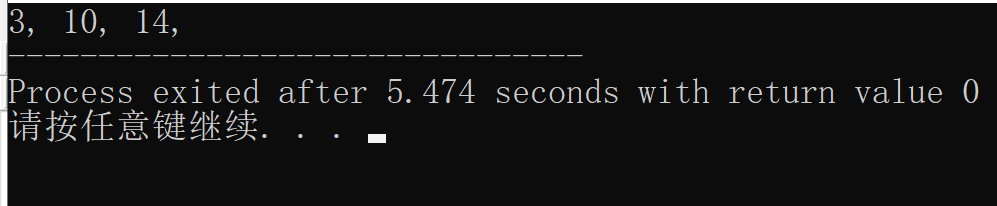 3, 10, 14,
--------------------------------
Process exited after 5.474 seconds with return value 0
请按任意键继续. . .